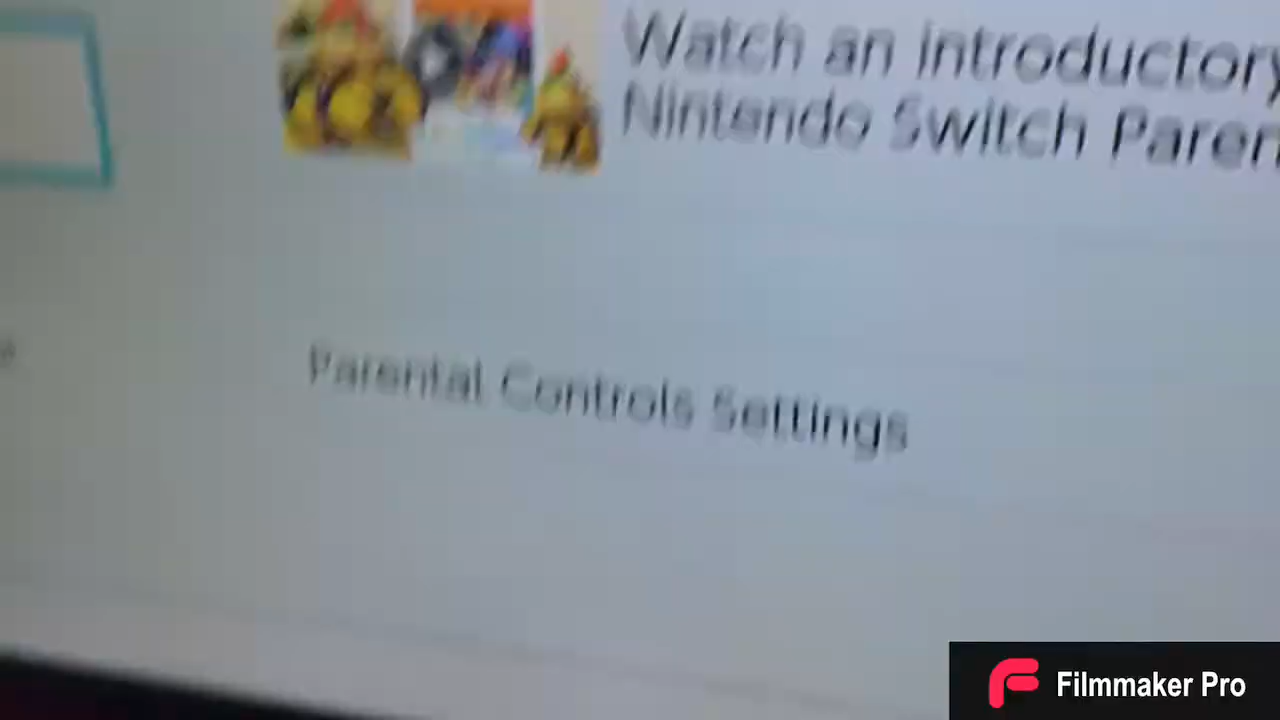 Watch an introductory
Nintendo Switch Paren
Parental Controls Settings
Filmmaker Pro